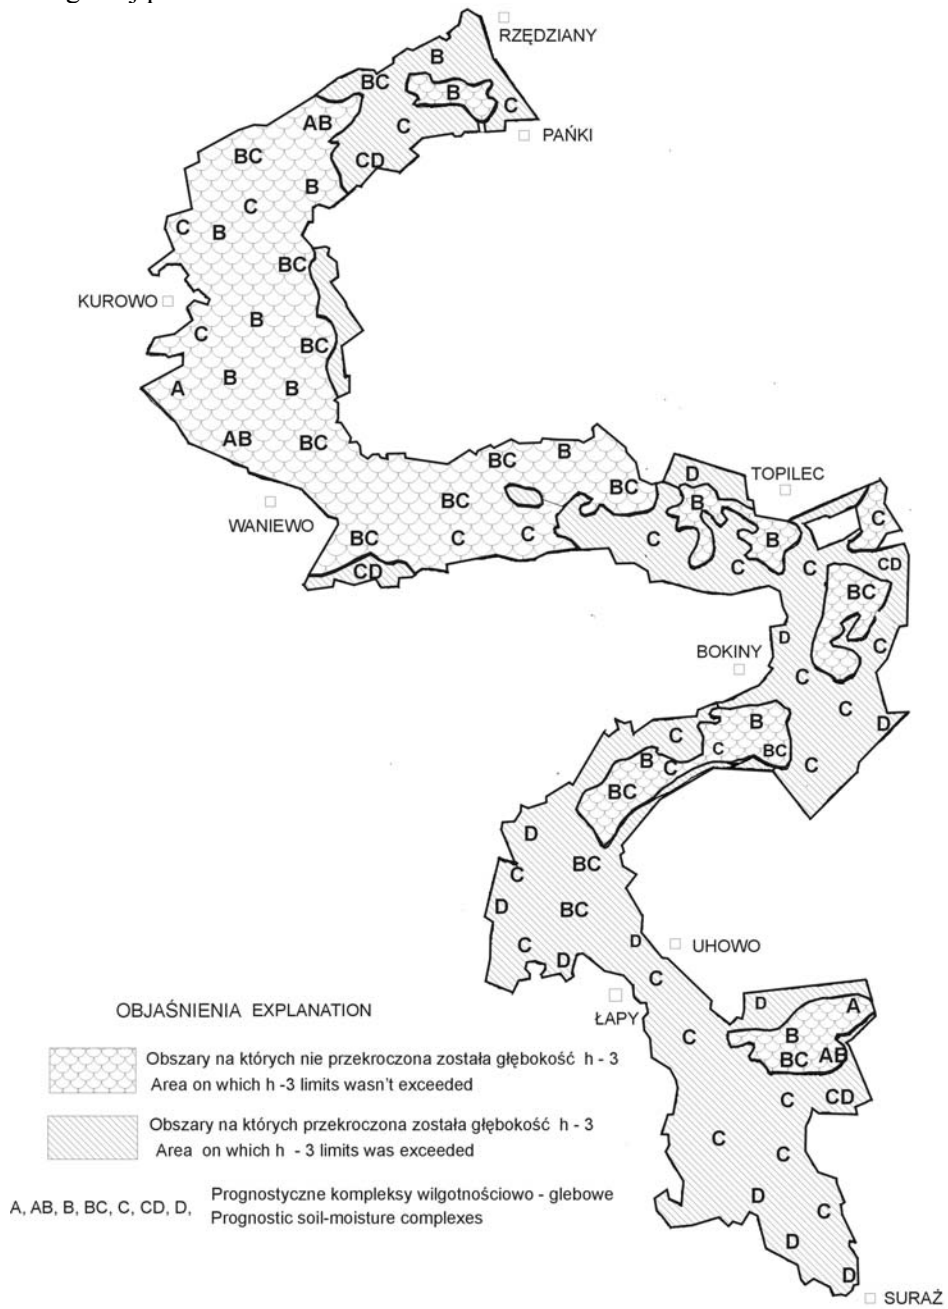 RZĘDZIANY
B
BC
B
C
AB
C
PAŃKI
BC
CD
B
C
C
B
BC
KUROWO
B
C
BC
B
A
B
AB
BC
B
BC
D
TOPILEC
BC
BC
B
C
WANIEWO
BC
C
C
C
B
C
C
CD
CD
BC
D
C
BOKINY
C
C
B
D
C
C
BC
B
C
C
BC
D
BC
C
D
BC
C
D
UHOWO
D
C
D
A
OBJAŚNIENIA EXPLANATION
ŁAPY
C
B
BC
AB
Obszary na których nie przekroczona została głębokość h - 3
Area on which h -3 limits wasn't exceeded
C
CD
Obszary na których przekroczona została głębokość h - 3
Area on which h - 3 limits was exceeded
C
C
A, AB, B, BC, C, CD, D, Prognostyczne kompleksy wilgotnościowo - glebowe
Prognostic soil-moisture complexes
D
C
D
D
SURAŻ